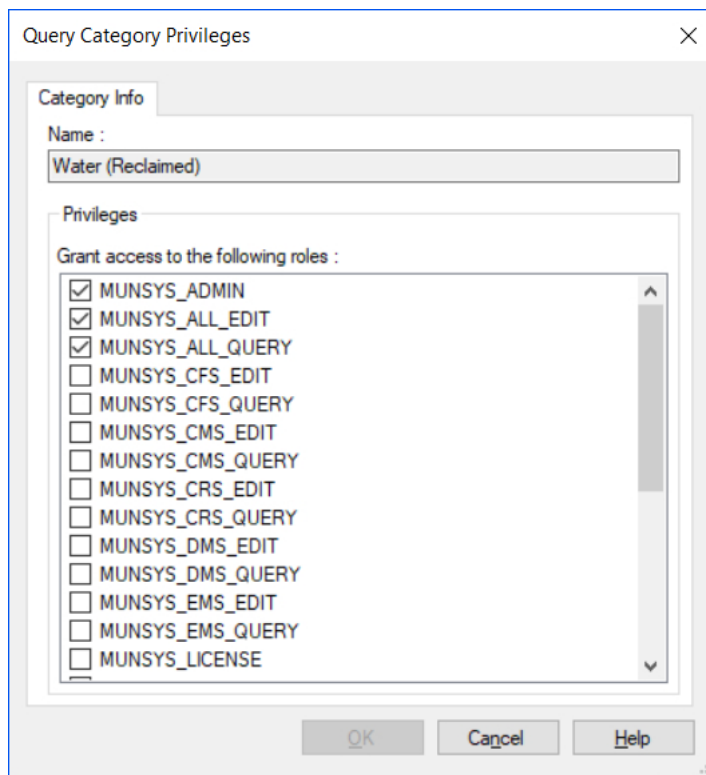 Query Category Privileges
Category Info
Name :
Water (Reclaimed)
Privileges
Grant access to the following roles :
MUNSYS_ADMIN
MUNSYS_ALL_EDIT
MUNSYS_ALL_QUERY
MUNSYS_CFS_EDIT
MUNSYS_CFS_QUERY
MUNSYS_CMS_EDIT
MUNSYS_CMS_QUERY
MUNSYS_CRS_EDIT
MUNSYS_CRS_QUERY
MUNSYS_DMS_EDIT
MUNSYS_DMS_QUERY
MUNSYS_EMS_EDIT
MUNSYS_EMS_QUERY
MUNSYS_LICENSE
OK Cancel Help